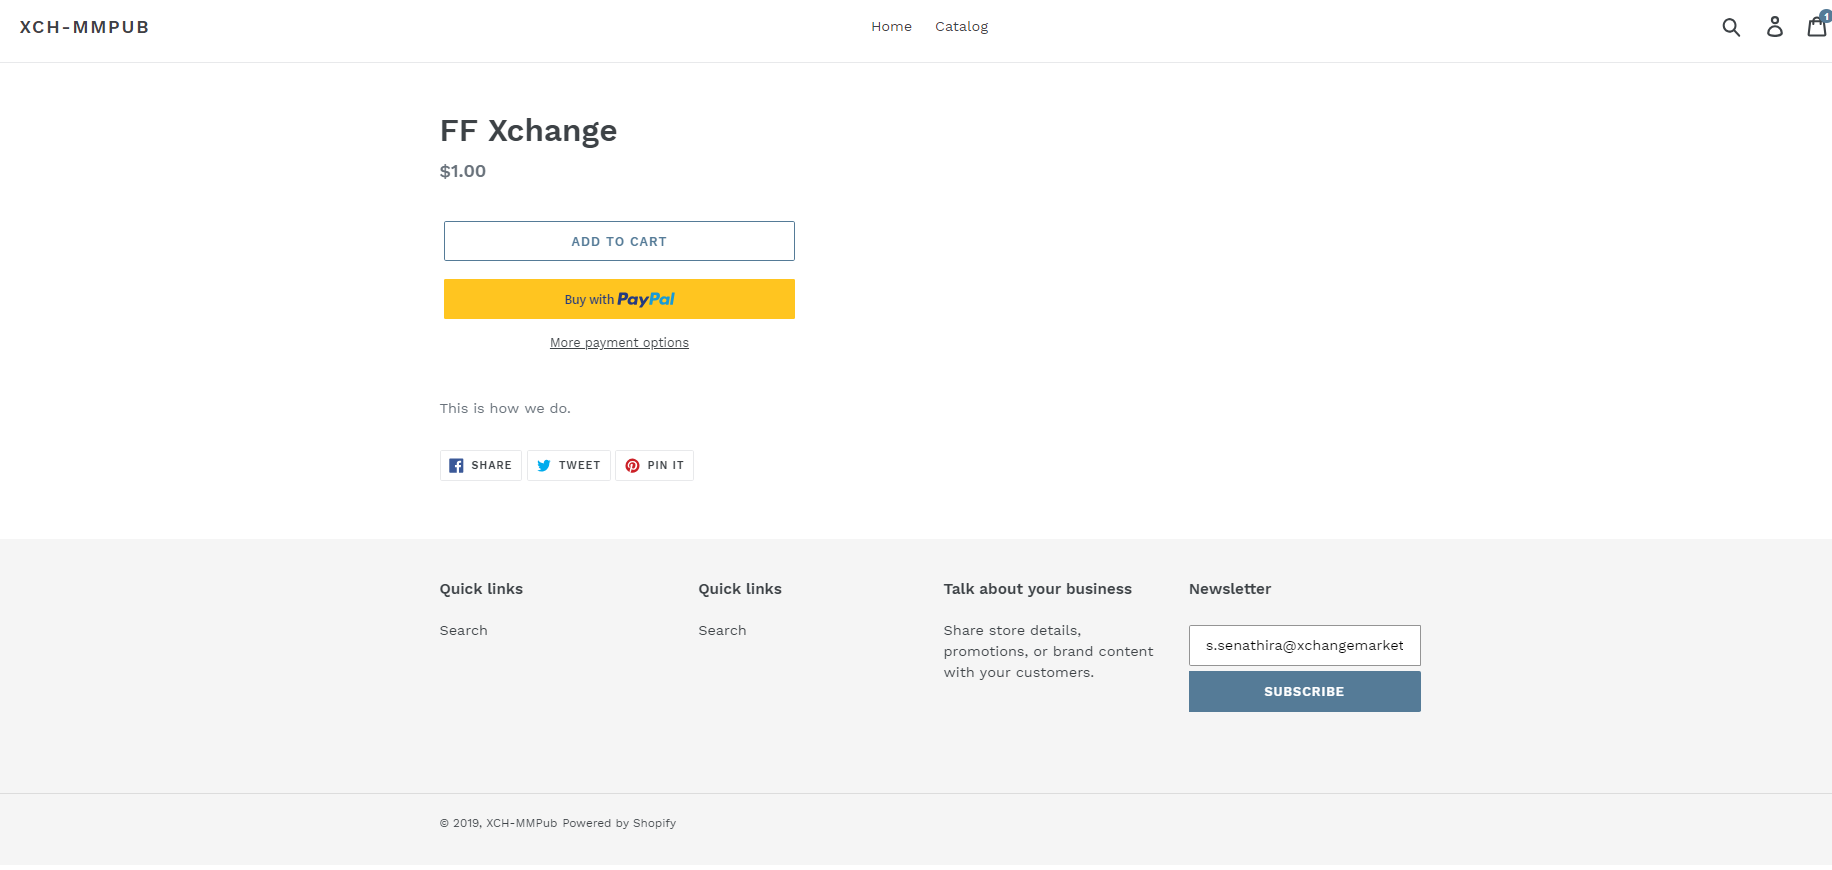 XCH-MMPUB
Home Catalog
1
FF Xchange
$1.00
ADD TO CART
Buy with PayPal
More payment options
This is how we do.
SHARE TWEET PIN IT
Quick links
Search
Quick links
Search
Talk about your business
Share store details,
promotions, or brand content
with your customers.
Newsletter
s.senathira@xchangemarket
SUBSCRIBE
© 2019, XCH-MMPub Powered by Shopify